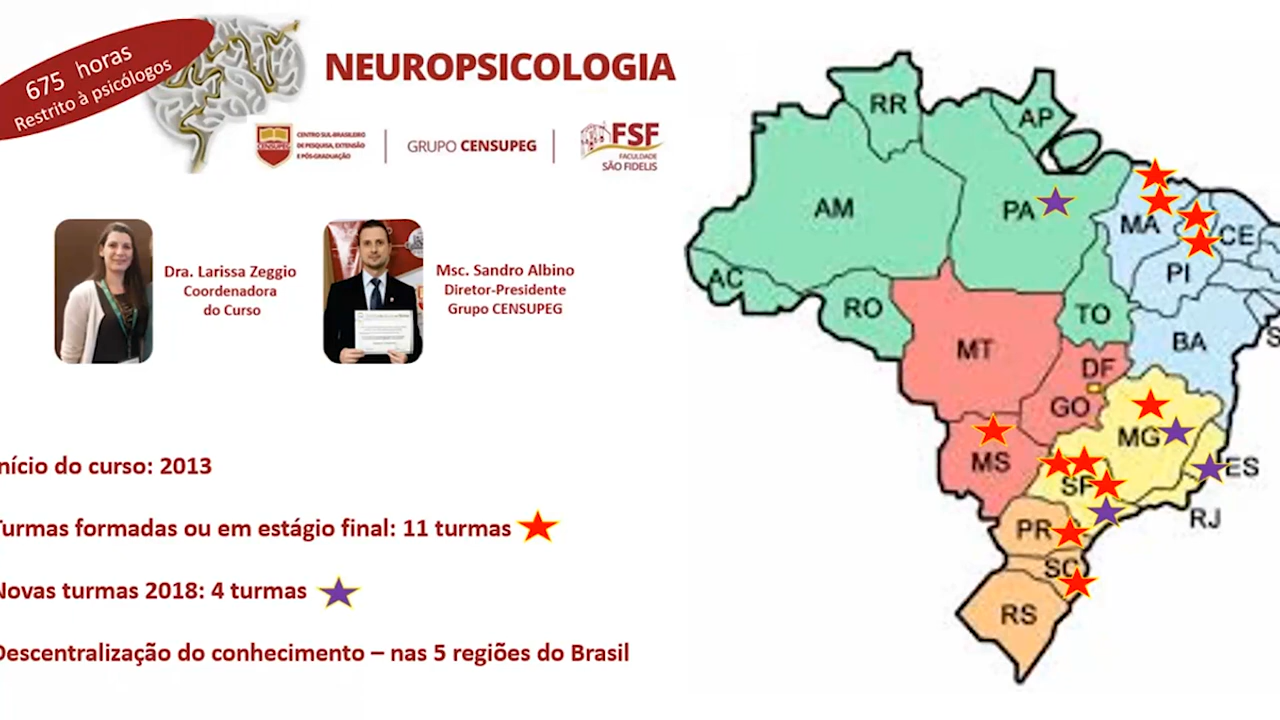 675 horas
Restrito à psicólogos
NEUROPSICOLOGIA
CENSUPEG
CENTRO SUL-BRASILEIRO
DE PESQUISA, EXTENSÃO
E PÓS-GRADUAÇÃO
GRUPO CENSUPEG
FSF
FACULDADE
SÃO FIDELIS
Dra. Larissa Zeggio
Coordenadora
do Curso
Msc. Sandro Albino
Diretor-Presidente
Grupo CENSUPEG
nício do curso: 2013
Turmas formadas ou em estágio final: 11 turmas
Novas turmas 2018: 4 turmas
Descentralização do conhecimento – nas 5 regiões do Brasil
RR
AP
AM
PA
MA
CE
PI
AC
RO
TO
BA
S
MT
DF
GO
MG
MS
SP
ES
RJ
PR
SC
RS